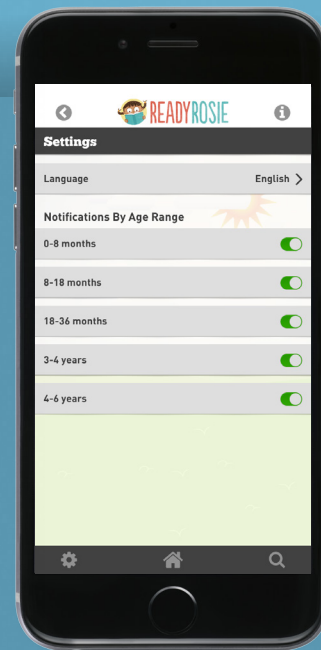 READYROSIE
Settings
Language English
Notifications By Age Range
0-8 months
8-18 months
18-36 months
3-4 years
4-6 years